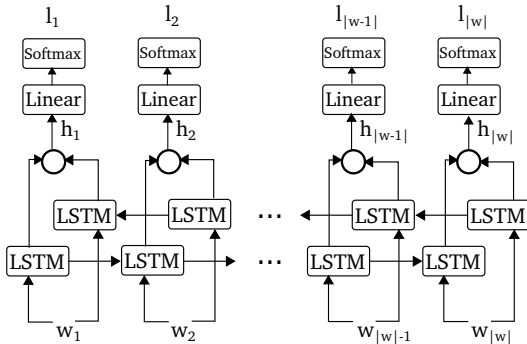 l₁ l₂ l|w-1| l|w|
Softmax Softmax Softmax Softmax
Linear Linear Linear Linear
h₁ h₂ h|w-1| h|w|
LSTM LSTM ... LSTM LSTM
LSTM LSTM ... LSTM LSTM
w₁ w₂ w|w|-1 w|w|